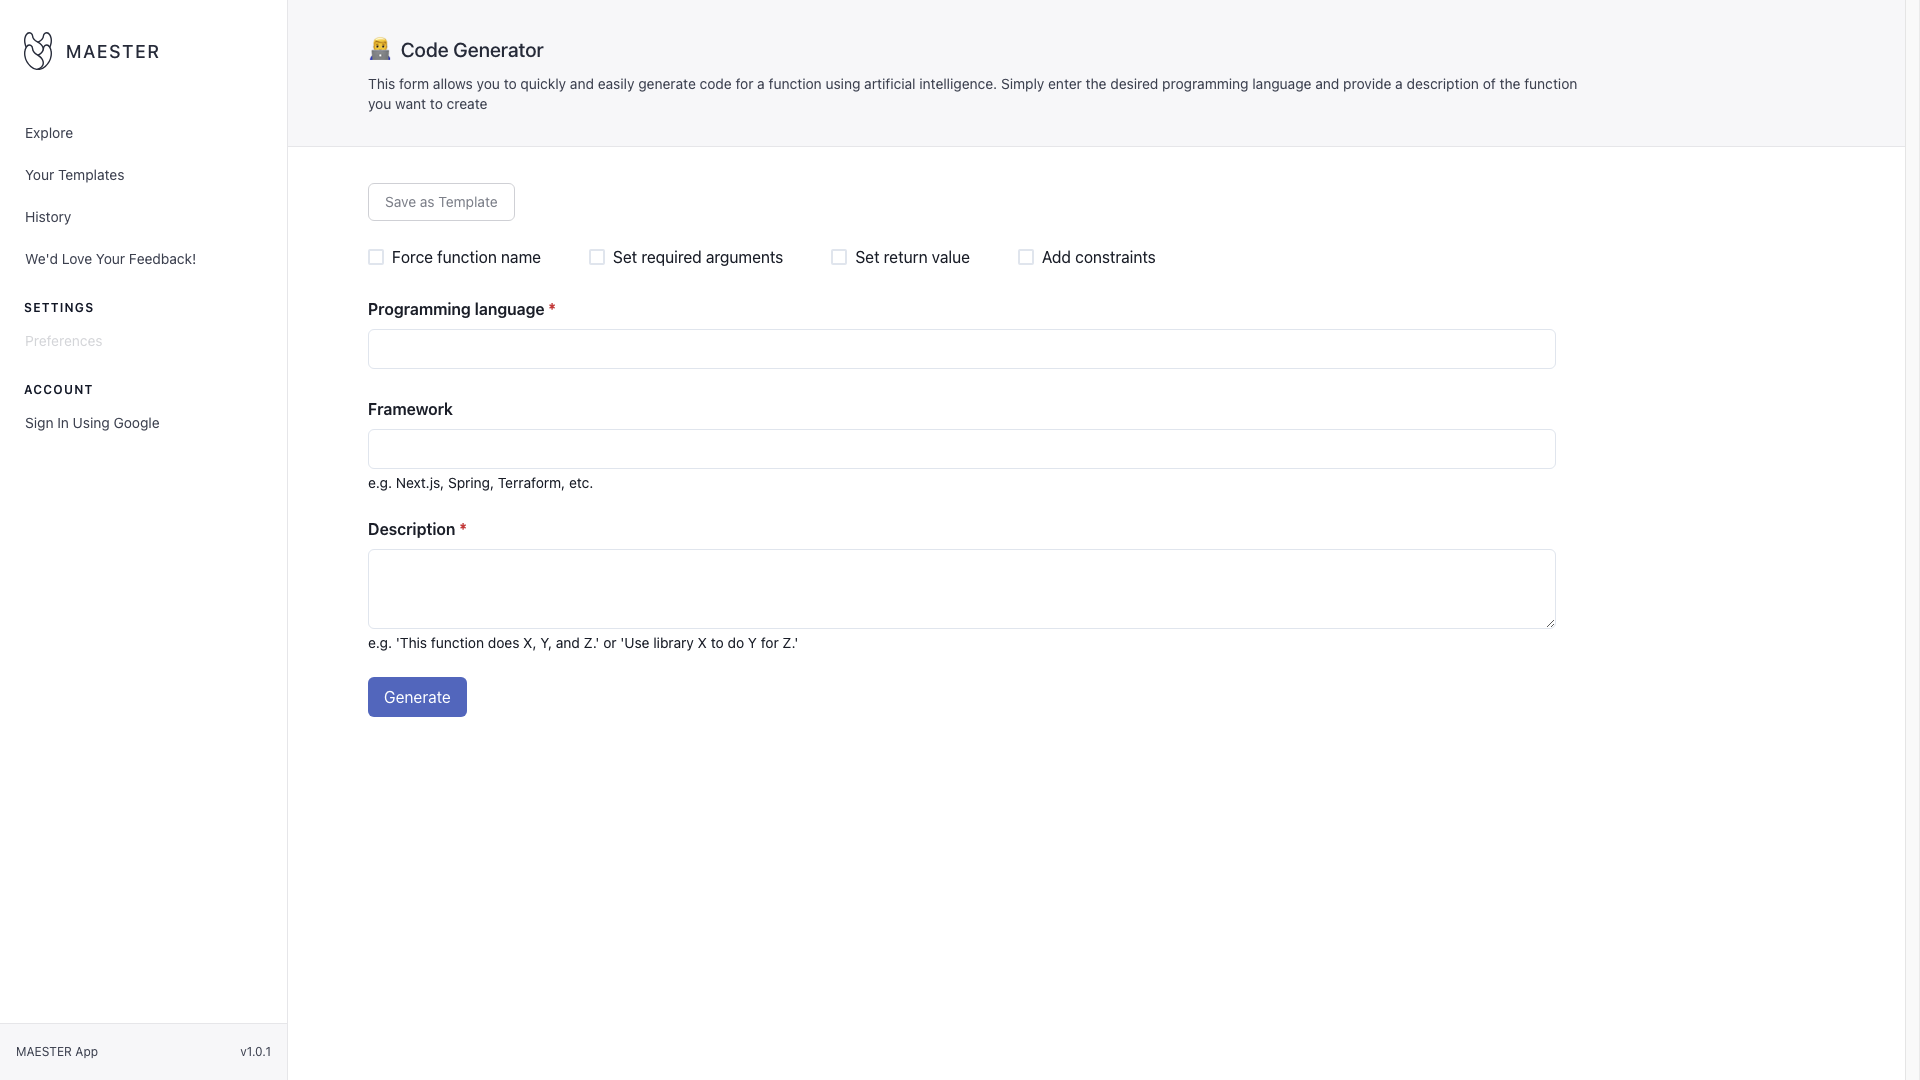 MAESTER
Explore
Your Templates
History
We'd Love Your Feedback!
SETTINGS
Preferences
ACCOUNT
Sign In Using Google
MAESTER App
v1.0.1
Code Generator
This form allows you to quickly and easily generate code for a function using artificial intelligence. Simply enter the desired programming language and provide a description of the function
you want to create
Save as Template
Force function name
Set required arguments
Set return value
Add constraints
Programming language *
Framework
e.g. Next.js, Spring, Terraform, etc.
Description *
e.g. 'This function does X, Y, and Z.' or 'Use library X to do Y for Z.'
Generate